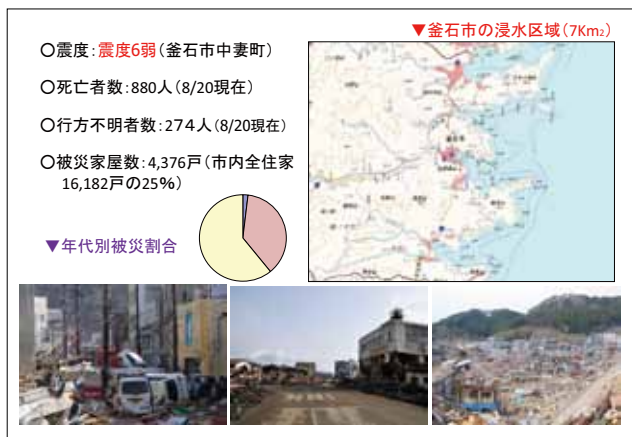 ○震度：震度6弱（釜石市中妻町）
○死亡者数：880人（8/20現在）
○行方不明者数：274人（8/20現在）
○被災家屋数：4,376戸（市内全住家
16,182戸の25％）
▼年代別被災割合
▼釜石市の浸水区域（7Km2）